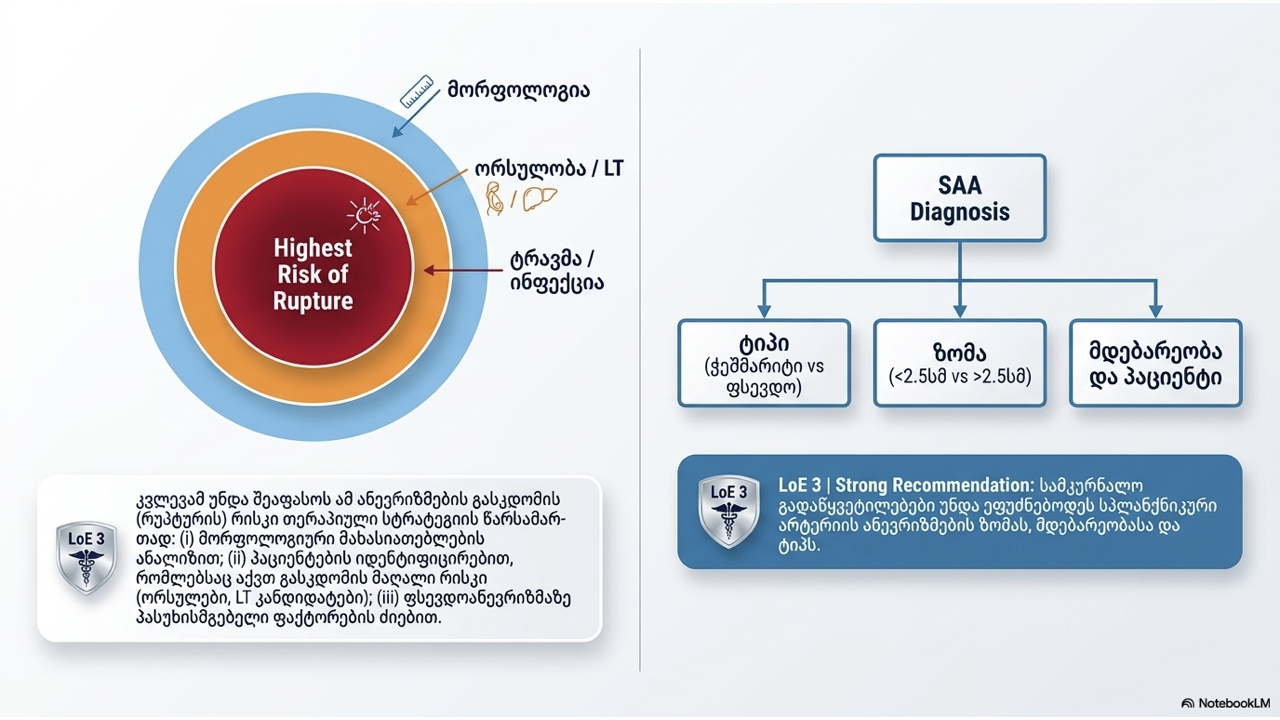 მორფოლოგია
ორსულობა / LT
ტრავმა /
ინფექცია
Highest
Risk of
Rupture
LoE 3
კვლევამ უნდა შეაფასოს ამ ანევრიზმების გასკდომის
(რუპტურის) რისკი თერაპიული სტრატეგიის წარსამარ-
თად: (i) მორფოლოგიური მახასიათებლების
ანალიზით; (ii) პაციენტების იდენტიფიცირებით,
რომლებსაც აქვთ გასკდომის მაღალი რისკი
(ორსულები, LT კანდიდატები); (iii) ფსევდოანევრიზმაზე
პასუხისმგებელი ფაქტორების ძიებით.
SAA
Diagnosis
ტიპი
(ჭეშმარიტი vs
ფსევდო)
ზომა
(<2.5სმ vs >2.5სმ)
მდებარეობა
და პაციენტი
LoE 3
LoE 3 | Strong Recommendation: სამკურნალო
გადაწყვეტილებები უნდა ეფუძნებოდეს სპლანქნიკური
არტერიის ანევრიზმების ზომას, მდებარეობასა და
ტიპს.
NotebookLM